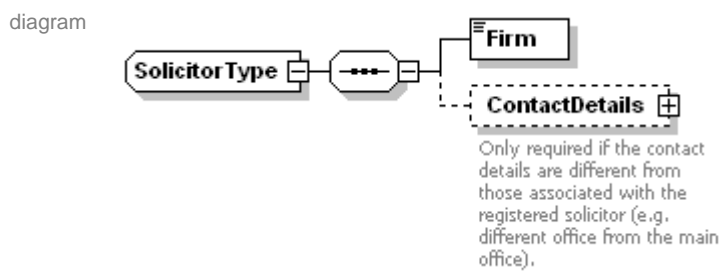 diagram
Firm
SolicitorType
ContactDetails
Only required if the contact
details are different from
those associated with the
registered solicitor (e.g.
different office from the main
office).